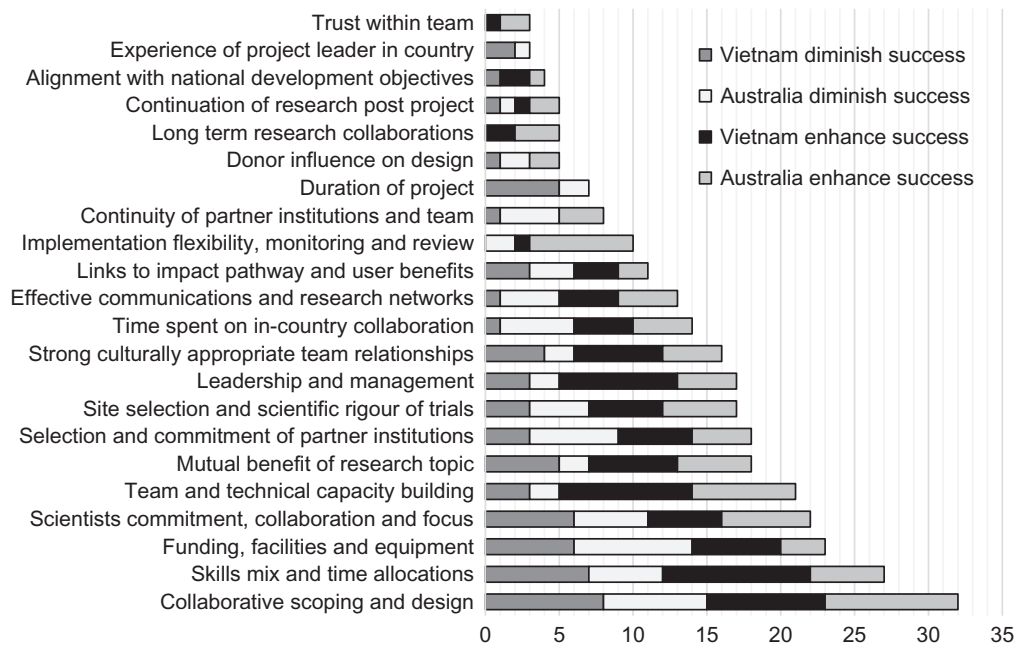 Trust within team
Experience of project leader in country
Alignment with national development objectives
Continuation of research post project
Long term research collaborations
Donor influence on design
Duration of project
Continuity of partner institutions and team
Implementation flexibility, monitoring and review
Links to impact pathway and user benefits
Effective communications and research networks
Time spent on in-country collaboration
Strong culturally appropriate team relationships
Leadership and management
Site selection and scientific rigour of trials
Selection and commitment of partner institutions
Mutual benefit of research topic
Team and technical capacity building
Scientists commitment, collaboration and focus
Funding, facilities and equipment
Skills mix and time allocations
Collaborative scoping and design
Vietnam diminish success
Australia diminish success
Vietnam enhance success
Australia enhance success
0 5 10 15 20 25 30 35